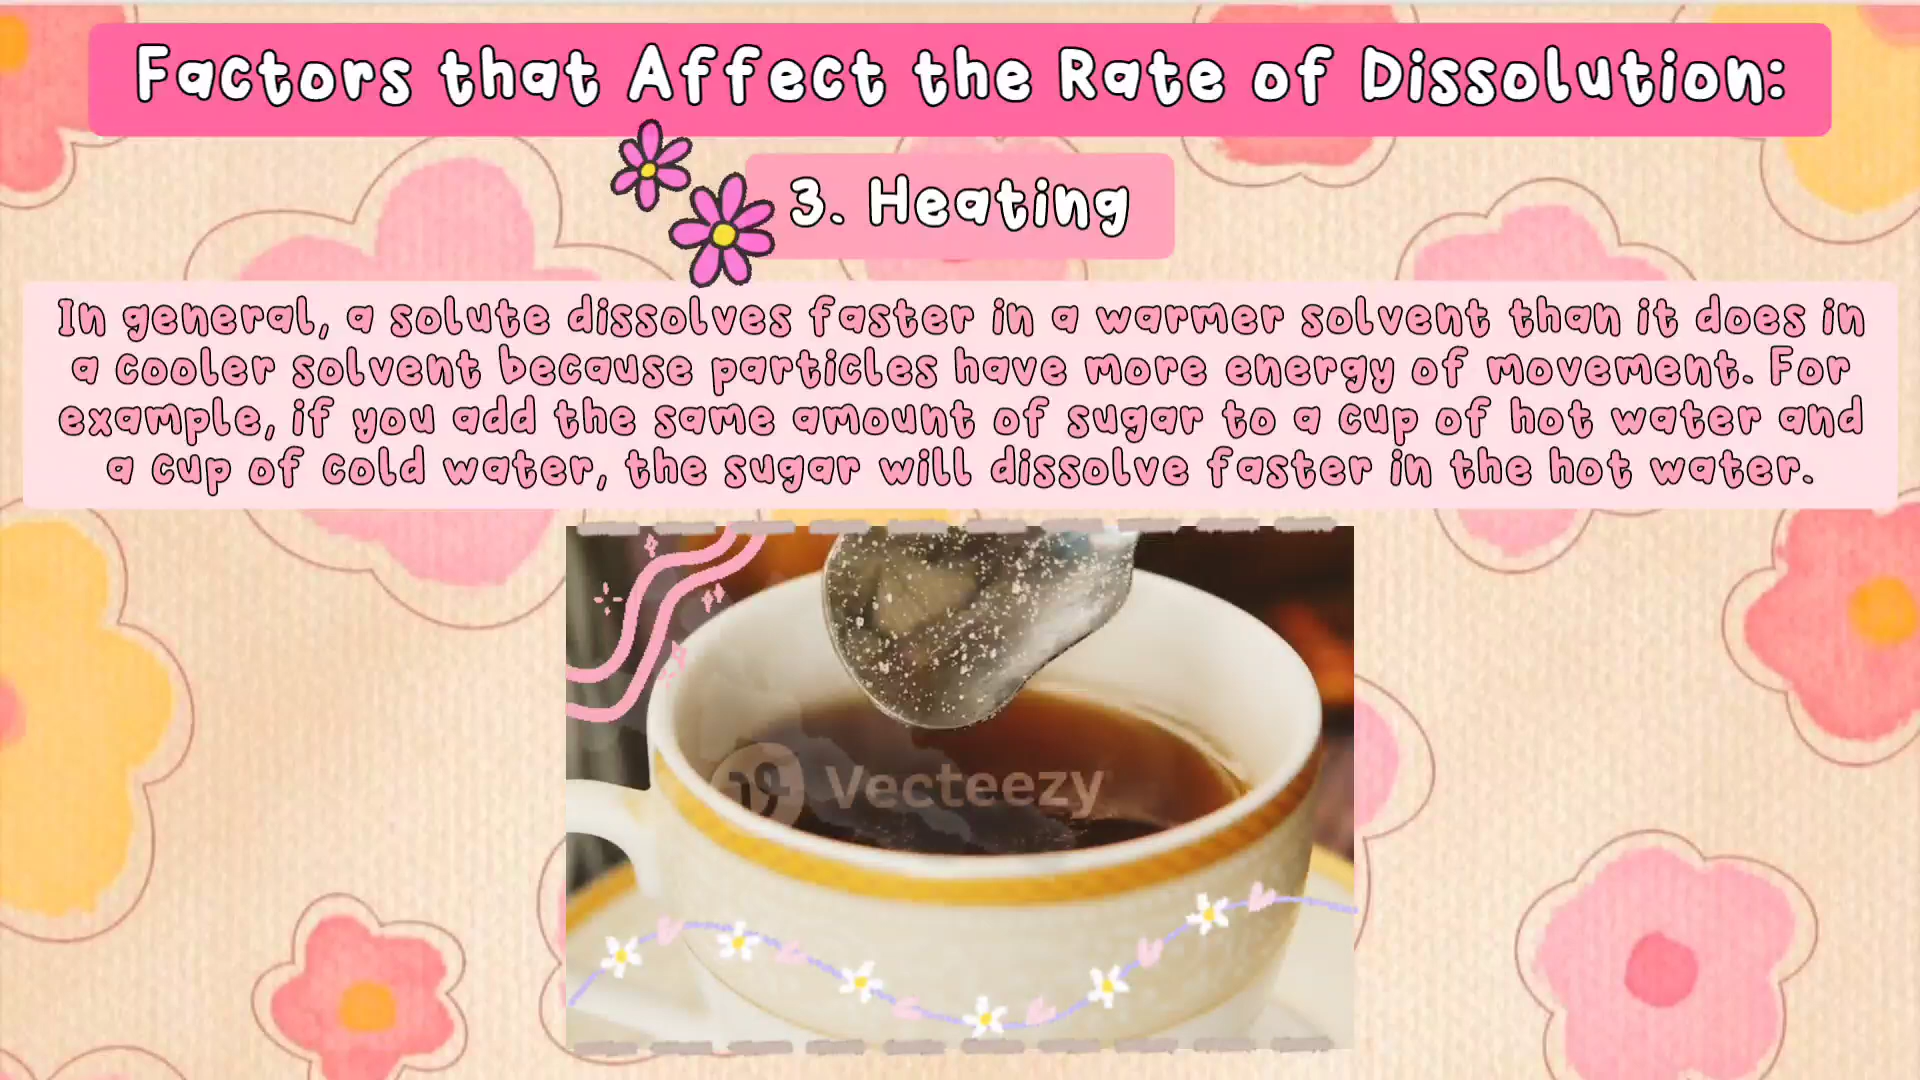 Factors that Affect the Rate of Dissolution:
3. Heating
In general, a solute dissolves faster in a warmer solvent than it does in
a cooler solvent because particles have more energy of movement. For
example, if you add the same amount of sugar to a cup of hot water and
a cup of cold water, the sugar will dissolve faster in the hot water.
Vecteezy